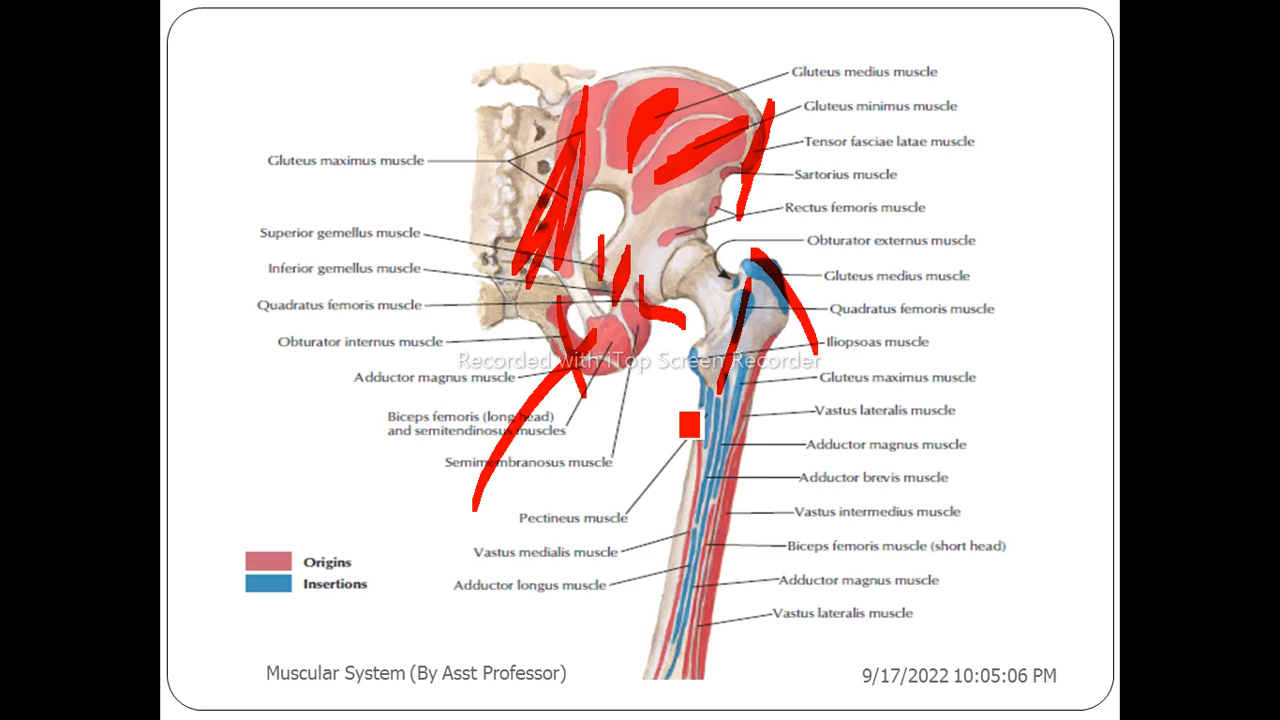 Gluteus medius muscle
Gluteus minimus muscle
Tensor fasciae latae muscle
Gluteus maximus muscle
Sartorius muscle
Rectus femoris muscle
Superior gemellus muscle
Obturator externus muscle
Inferior gemellus muscle
Gluteus medius muscle
Quadratus femoris muscle
Quadratus femoris muscle
Obturator internus muscle
Iliopsoas muscle
Recorded with iTop Screen Recorder
Adductor magnus muscle
Gluteus maximus muscle
Biceps femoris (long head)
and semitendinosus muscles
Vastus lateralis muscle
Adductor magnus muscle
Semimembranosus muscle
Adductor brevis muscle
Pectineus muscle
Vastus intermedius muscle
Vastus medialis muscle
Biceps femoris muscle (short head)
Adductor longus muscle
Adductor magnus muscle
Vastus lateralis muscle
Origins
Insertions
Muscular System (By Asst Professor)
9/17/2022 10:05:06 PM